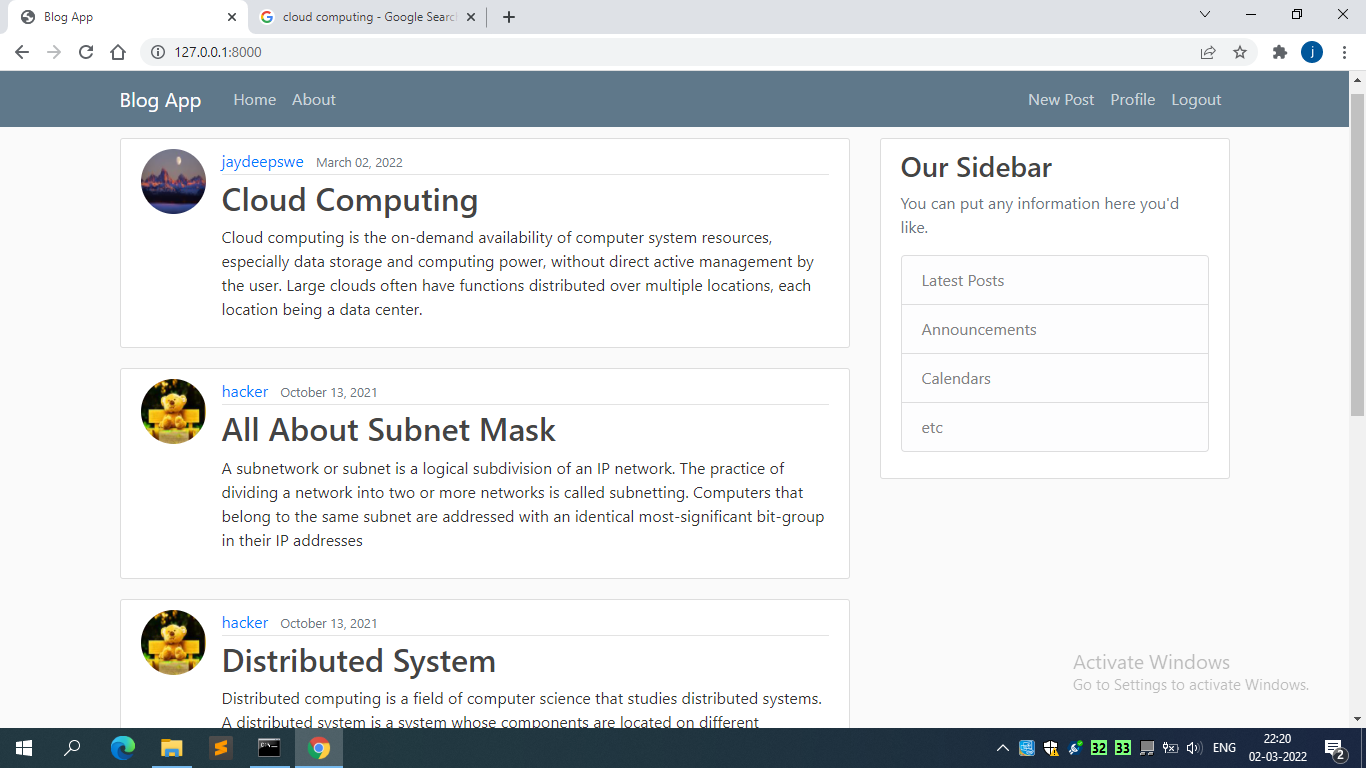 Blog App
cloud computing - Google Searc
127.0.0.1:8000
j
Blog App Home About New Post Profile Logout
jaydeepswe March 02, 2022
Cloud Computing
Cloud computing is the on-demand availability of computer system resources,
especially data storage and computing power, without direct active management by
the user. Large clouds often have functions distributed over multiple locations, each
location being a data center.
hacker October 13, 2021
All About Subnet Mask
A subnetwork or subnet is a logical subdivision of an IP network. The practice of
dividing a network into two or more networks is called subnetting. Computers that
belong to the same subnet are addressed with an identical most-significant bit-group
in their IP addresses
hacker October 13, 2021
Distributed System
Distributed computing is a field of computer science that studies distributed systems.
A distributed system is a system whose components are located on different
Our Sidebar
You can put any information here you'd
like.
Latest Posts
Announcements
Calendars
etc
Activate Windows
Go to Settings to activate Windows.
32 33 ENG 22:20
02-03-2022
2